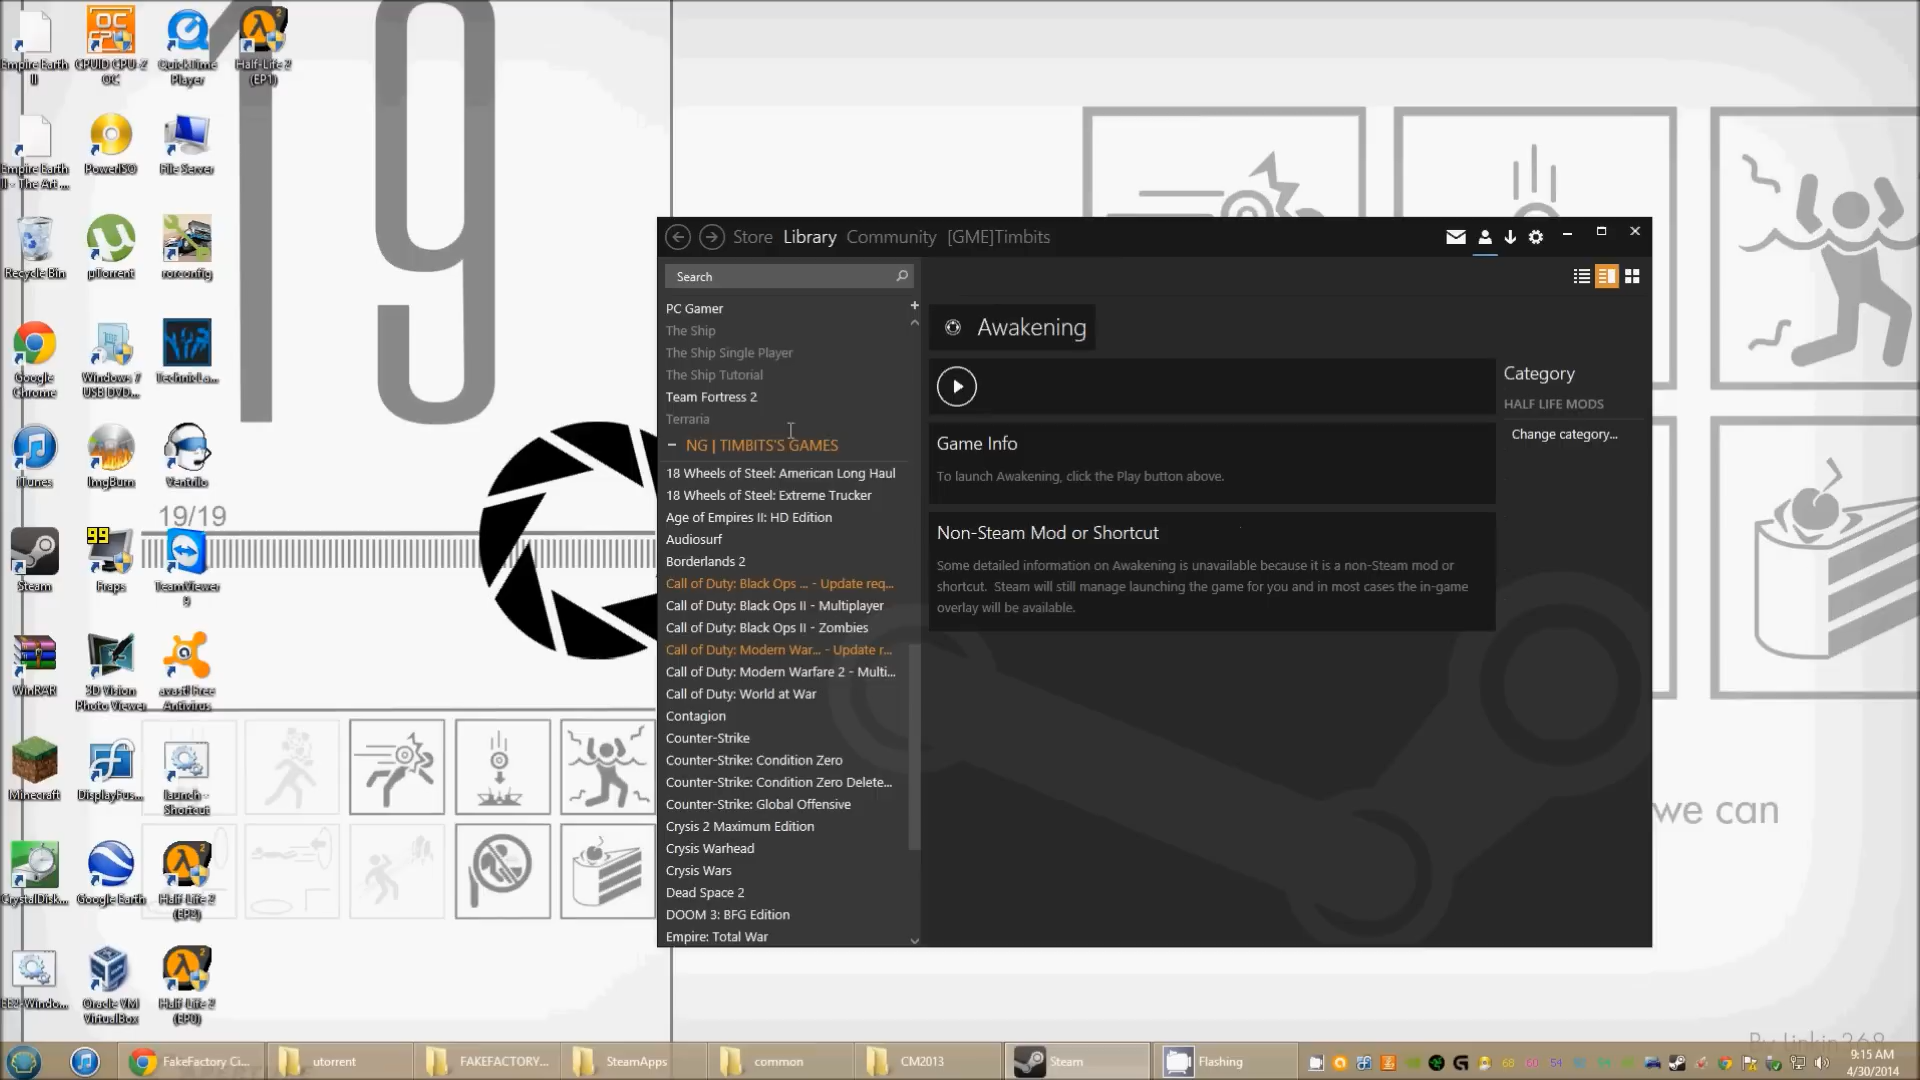 Empire Earth II
CPUID CPU-Z OC
QuickTime Player
Half-Life 2 (EP1)
Empire Earth II - The Art ...
PowerISO
File Server
Recycle Bin
µTorrent
rorconfig
Google Chrome
Windows 7 USB DVD...
TechnicLa...
iTunes
ImgBurn
Ventrilo
19/19
Steam
99
Fraps
TeamViewer 9
WinRAR
3D Vision Photo Viewer
avast! Free Antivirus
Minecraft
DisplayFus...
launch - Shortcut
CrystalDisk...
Google Earth
Half-Life 2 (EP2)
EE2-Windo...
Oracle VM VirtualBox
Half-Life 2 (EP0)
Store Library Community [GME]Timbits
Search
PC Gamer
The Ship
The Ship Single Player
The Ship Tutorial
Team Fortress 2
Terraria
NG | TIMBITS'S GAMES
18 Wheels of Steel: American Long Haul
18 Wheels of Steel: Extreme Trucker
Age of Empires II: HD Edition
Audiosurf
Borderlands 2
Call of Duty: Black Ops ... - Update req...
Call of Duty: Black Ops II - Multiplayer
Call of Duty: Black Ops II - Zombies
Call of Duty: Modern War... - Update r...
Call of Duty: Modern Warfare 2 - Multi...
Call of Duty: World at War
Contagion
Counter-Strike
Counter-Strike: Condition Zero
Counter-Strike: Condition Zero Delete...
Counter-Strike: Global Offensive
Crysis 2 Maximum Edition
Crysis Warhead
Crysis Wars
Dead Space 2
DOOM 3: BFG Edition
Empire: Total War
Awakening
Game Info
To launch Awakening, click the Play button above.
Non-Steam Mod or Shortcut
Some detailed information on Awakening is unavailable because it is a non-Steam mod or
shortcut. Steam will still manage launching the game for you and in most cases the in-game
overlay will be available.
Category
HALF LIFE MODS
Change category...
we can
By linkin268
FakeFactory Ci...
utorrent
FAKEFACTORY...
SteamApps
common
CM2013
Steam
Flashing
9:15 AM
4/30/2014